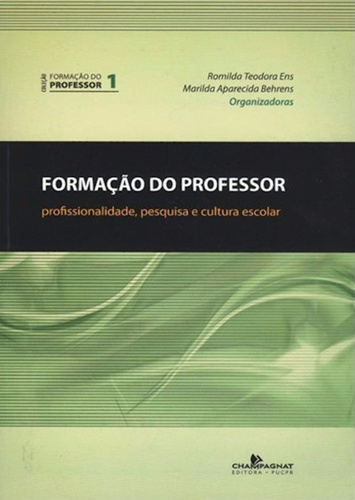 COLEÇÃO
FORMAÇÃO DO
PROFESSOR 1
Romilda Teodora Ens
Marilda Aparecida Behrens
Organizadoras
FORMAÇÃO DO PROFESSOR
profissionalidade, pesquisa e cultura escolar
CHAMPAGNAT
EDITORA - PUCPR